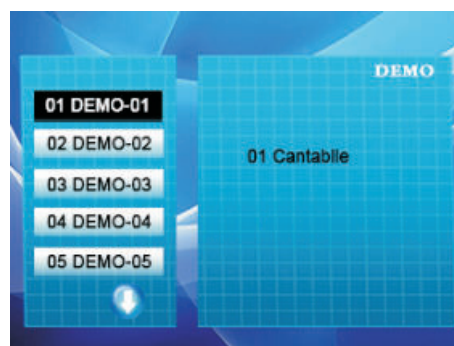 DEMO
01 DEMO-01
02 DEMO-02
03 DEMO-03
04 DEMO-04
05 DEMO-05
01 Cantabile